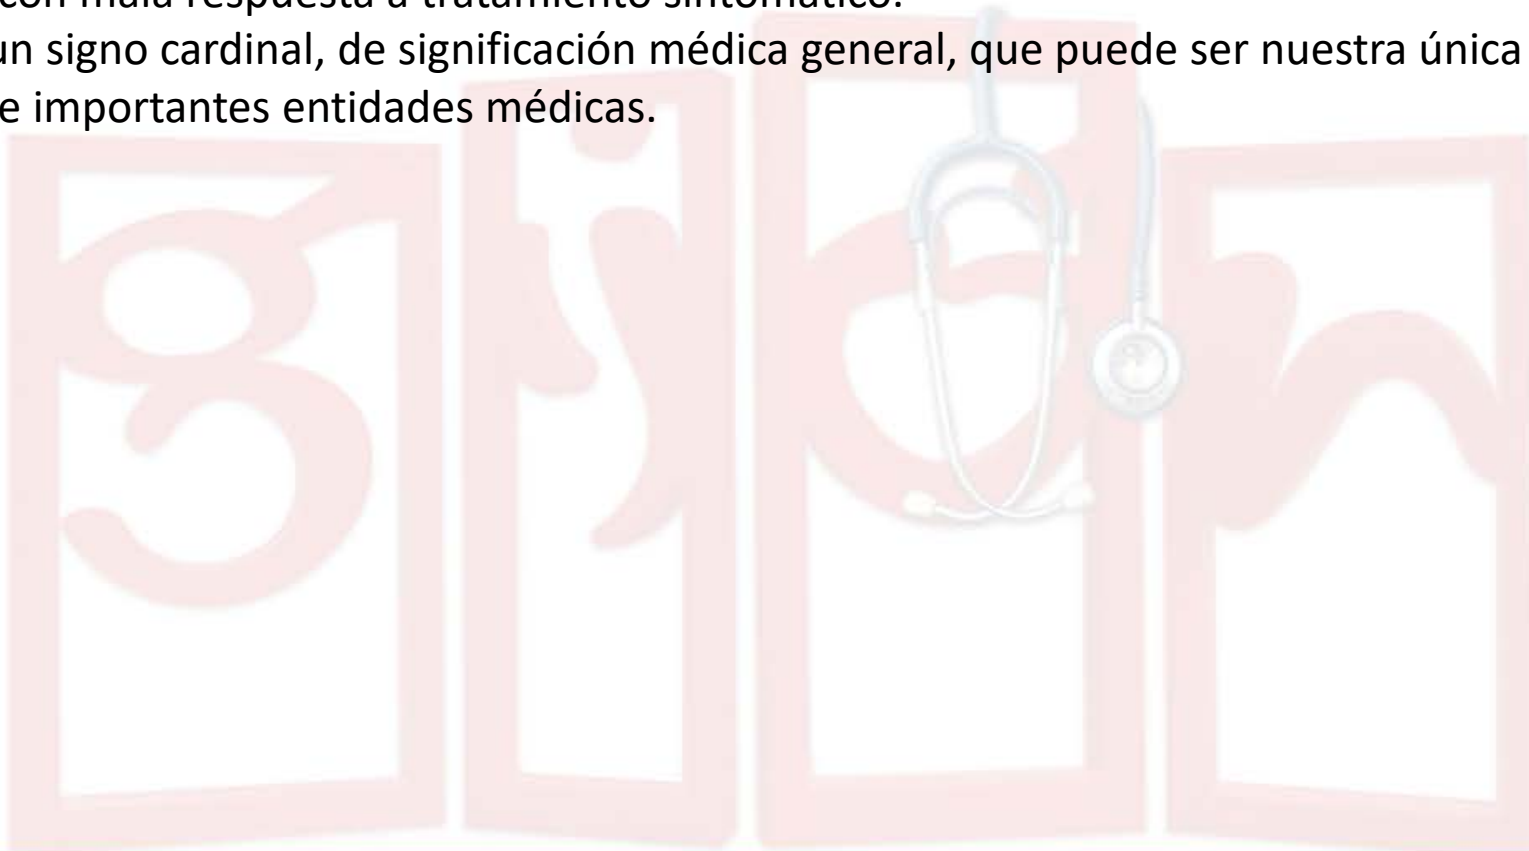 con mala respuesta a tratamiento sintomático.
un signo cardinal, de significación médica general, que puede ser nuestra única
e importantes entidades médicas.
gijón